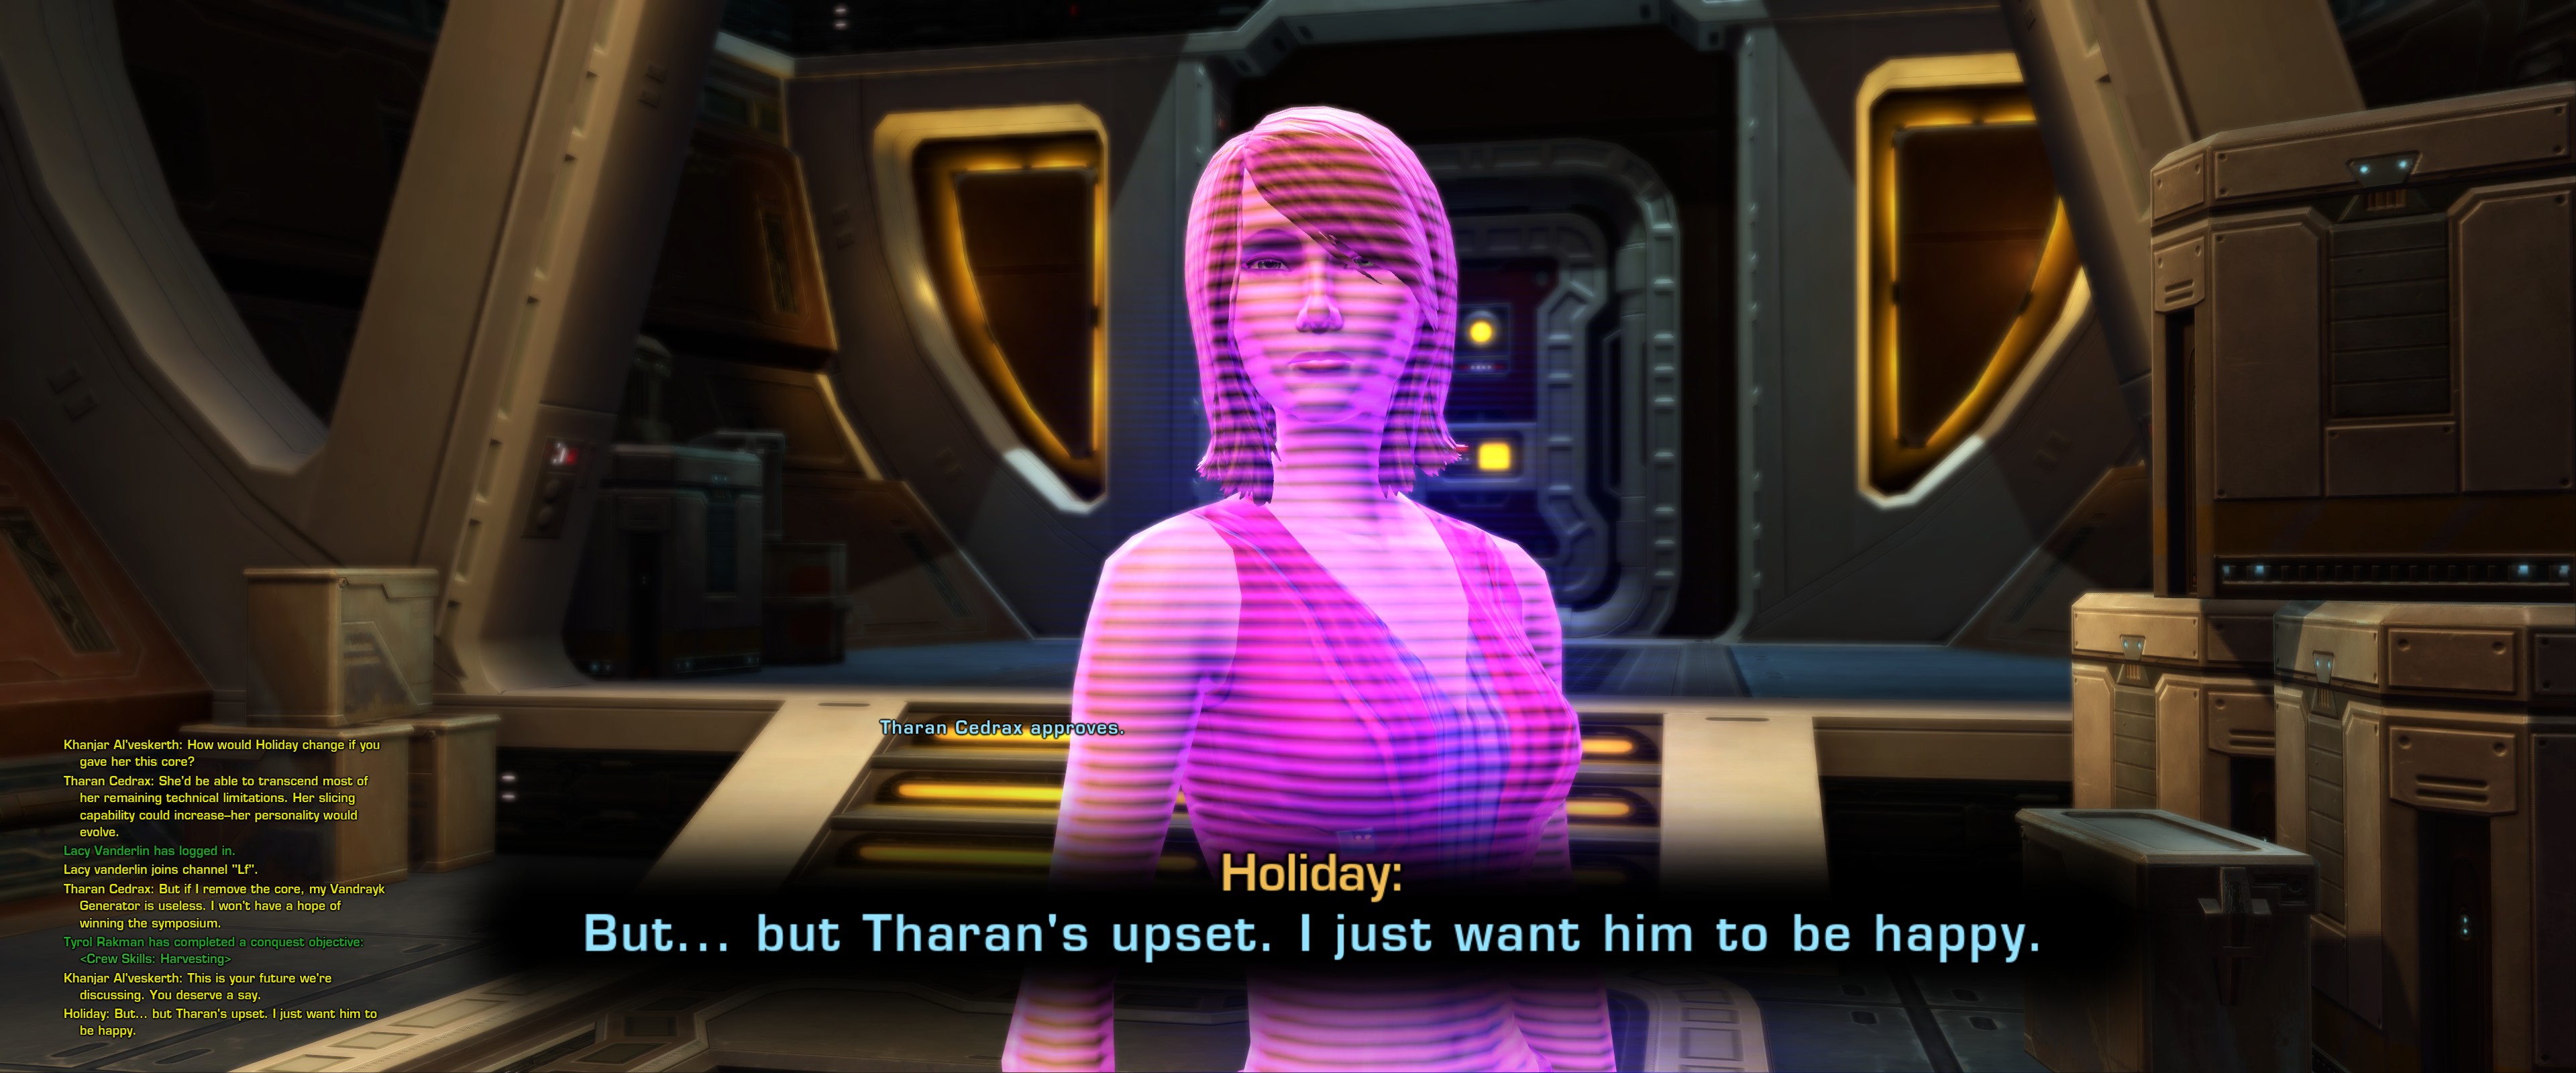 Tharan Cedrax approves.
Khanjar Al'veskerth: How would Holiday change if you
gave her this core?
Tharan Cedrax: She'd be able to transcend most of
her remaining technical limitations. Her slicing
capability could increase–her personality would
evolve.
Lacy Vanderlin has logged in.
Lacy vanderlin joins channel "Lf".
Tharan Cedrax: But if I remove the core, my Vandrayk
Generator is useless. I won't have a hope of
winning the symposium.
Tyrol Rakman has completed a conquest objective:
<Crew Skills: Harvesting>
Khanjar Al'veskerth: This is your future we're
discussing. You deserve a say.
Holiday: But... but Tharan's upset. I just want him to
be happy.
Holiday:
But... but Tharan's upset. I just want him to be happy.